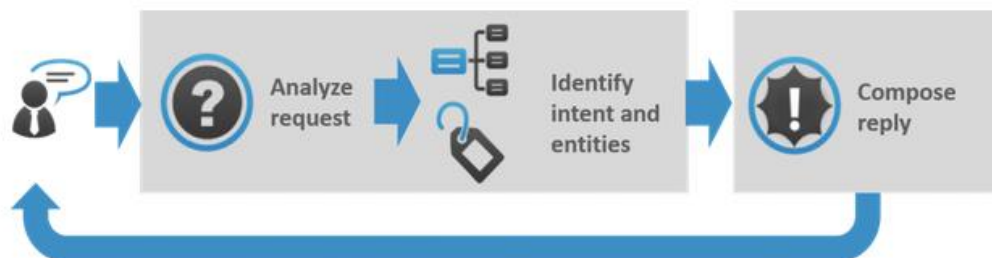 Analyze
request
Identify
intent and
entities
Compose
reply